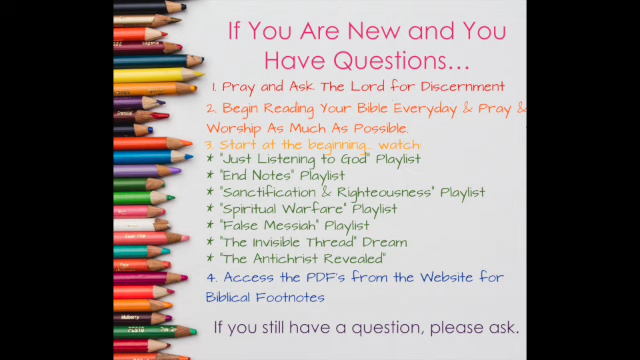 If You Are New and You
Have Questions...
1. Pray and Ask The Lord for Discernment
2. Begin Reading Your Bible Everyday & Pray &
Worship As Much As Possible.
3. Start at the beginning... watch
* "Just Listening to God" Playlist
* "End Notes" Playlist
* "Sanctification & Righteousness" Playlist
* "Spiritual Warfare" Playlist
* "False Messiah" Playlist
* "The Invisible Thread" Dream
* "The Antichrist Revealed"
4. Access the PDF's from the Website for
Biblical Footnotes
If you still have a question, please ask.